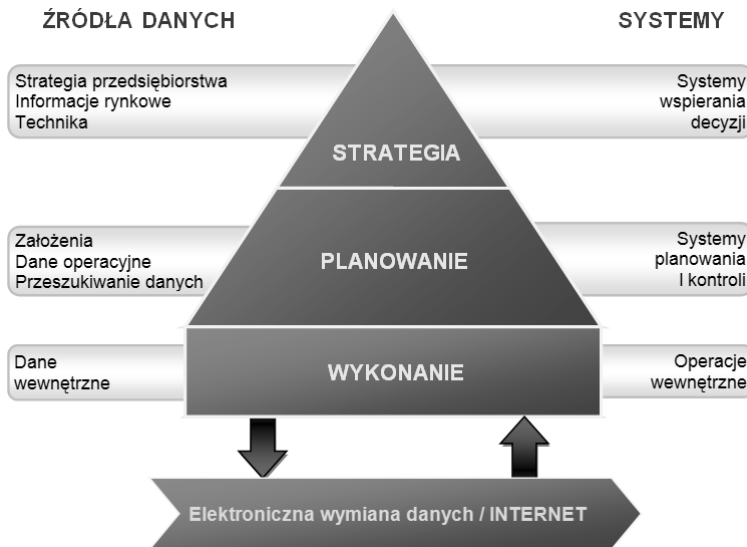 ŹRÓDŁA DANYCH
SYSTEMY
Strategia przedsiębiorstwa
Informacje rynkowe
Technika
STRATEGIA
Systemy
wspierania
decyzji
Założenia
Dane operacyjne
Przeszukiwanie danych
PLANOWANIE
Systemy
planowania
I kontroli
Dane
wewnętrzne
WYKONANIE
Operacje
wewnętrzne
Elektroniczna wymiana danych / INTERNET